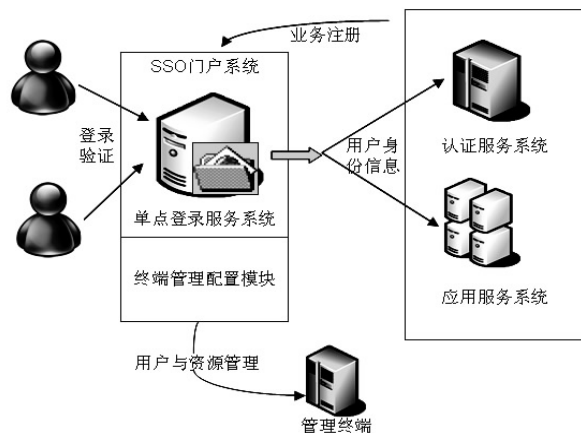 业务注册
SSO门户系统
登录
验证
用户身
份信息
认证服务系统
单点登录服务系统
终端管理配置模块
应用服务系统
用户与资源管理
管理终端